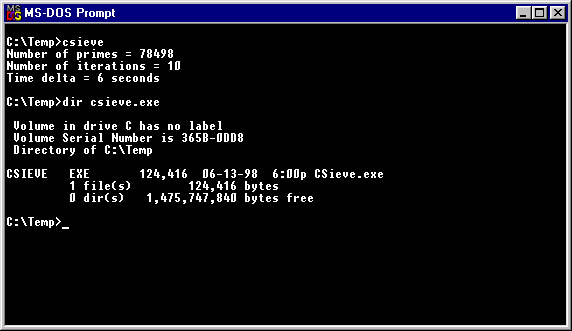 MS-DOS Prompt
C:\Temp>csieve
Number of primes = 78498
Number of iterations = 10
Time delta = 6 seconds
C:\Temp>dir csieve.exe
Volume in drive C has no label
Volume Serial Number is 365B-0DD8
Directory of C:\Temp
CSIEVE   EXE       124,416  06-13-98  6:00p CSieve.exe
1 file(s)        124,416 bytes
0 dir(s)   1,475,747,840 bytes free
C:\Temp>_